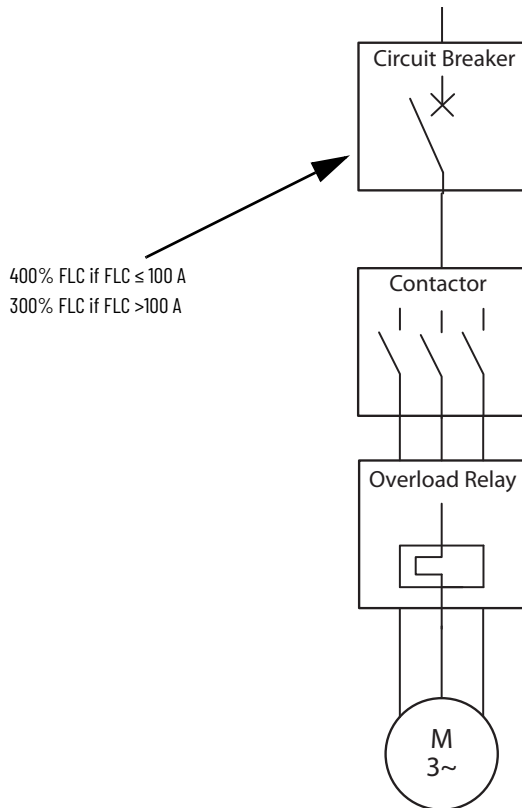 Circuit Breaker
400% FLC if FLC ≤ 100 A
300% FLC if FLC >100 A
Contactor
Overload Relay
M
3~